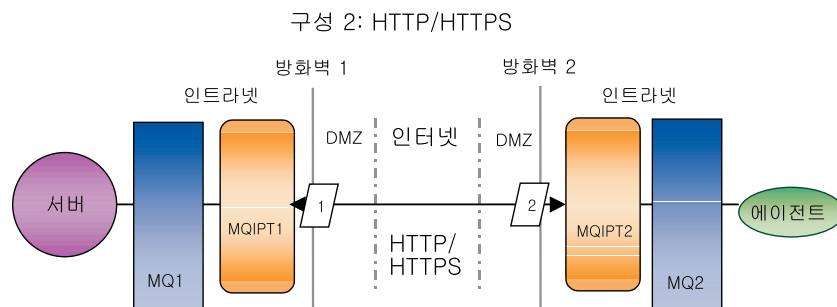 구성 2: HTTP/HTTPS
방화벽 1
방화벽 2
인트라넷
인트라넷
DMZ
인터넷
DMZ
서버
MQ1
MQIPT1
1
2
MQIPT2
MQ2
에이전트
HTTP/
HTTPS